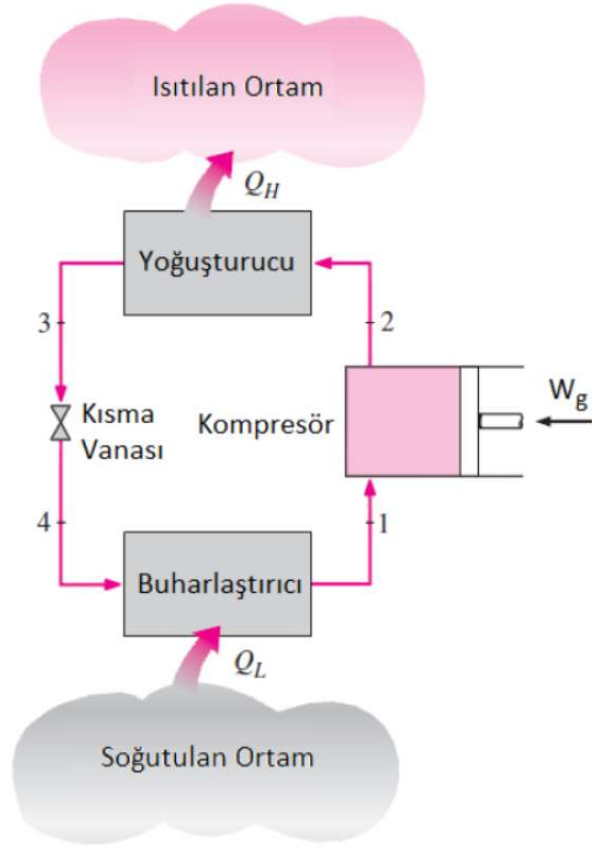 Isıtılan Ortam
Q_H
Yoğuşturucu
3
2
Kısma
Vanası
Kompresör
W_g
4
1
Buharlaştırıcı
Q_L
Soğutulan Ortam